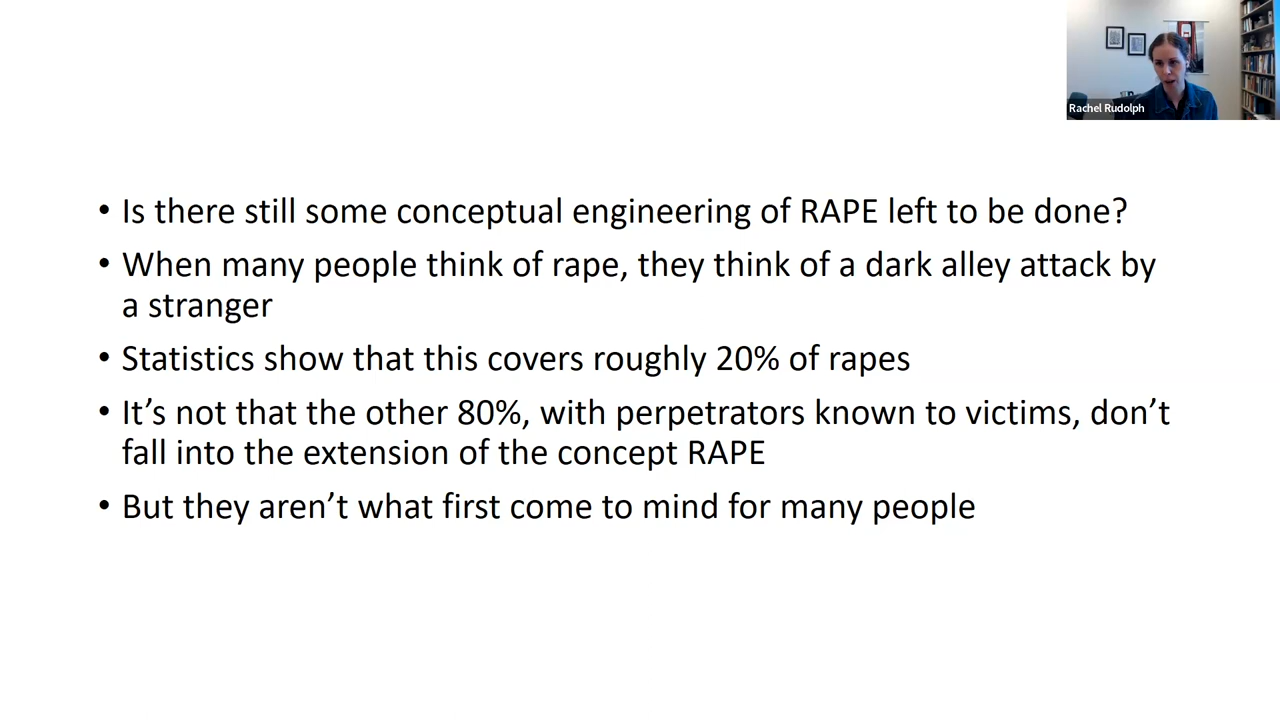 Rachel Rudolph
• Is there still some conceptual engineering of RAPE left to be done?
• When many people think of rape, they think of a dark alley attack by
a stranger
• Statistics show that this covers roughly 20% of rapes
• It’s not that the other 80%, with perpetrators known to victims, don’t
fall into the extension of the concept RAPE
• But they aren’t what first come to mind for many people